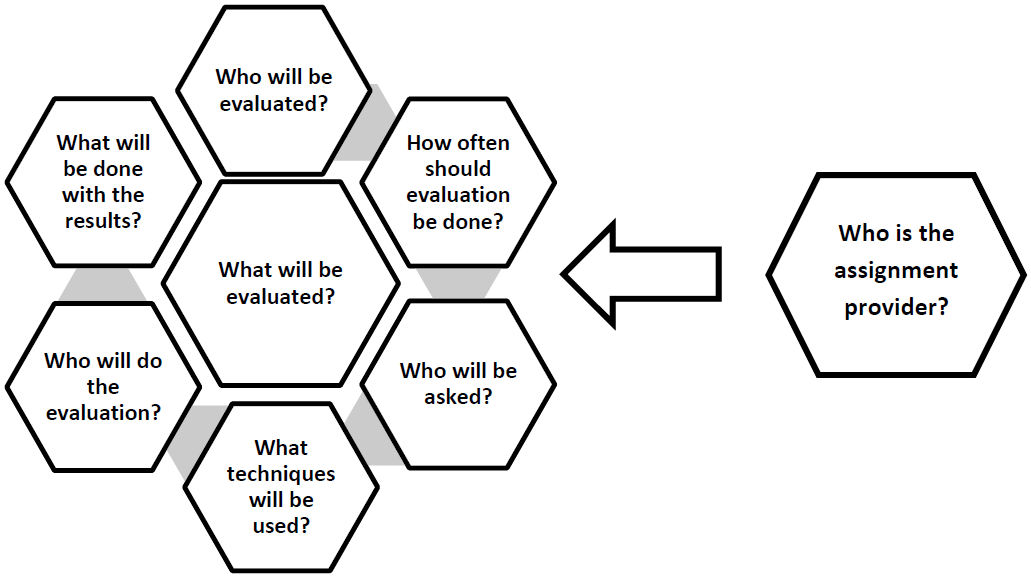 Who will be
evaluated?
How often
should
evaluation
be done?
Who will be
asked?
What
techniques
will be
used?
Who will do
the
evaluation?
What will
be done
with the
results?
What will be
evaluated?
Who is the
assignment
provider?